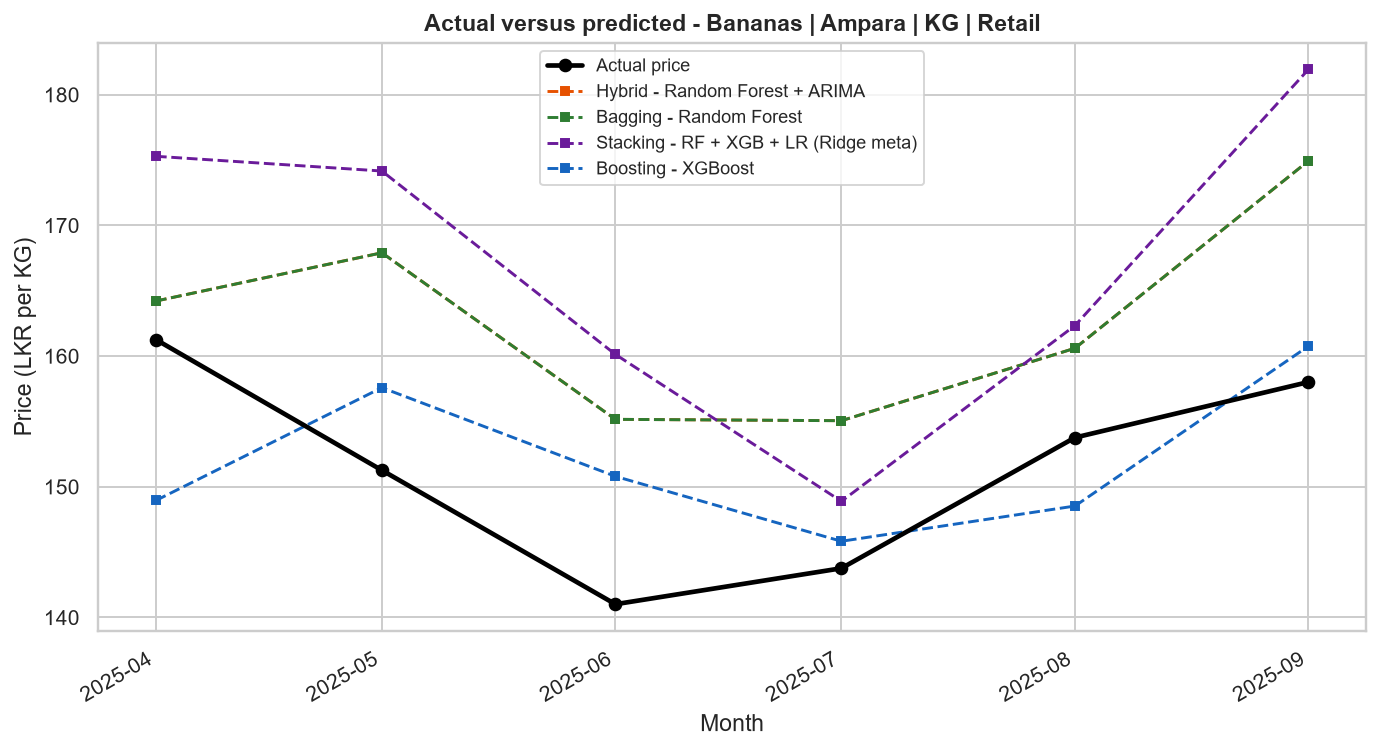 Actual versus predicted - Bananas | Ampara | KG | Retail
Actual price
Hybrid - Random Forest + ARIMA
Bagging - Random Forest
Stacking - RF + XGB + LR (Ridge meta)
Boosting - XGBoost
Price (LKR per KG)
180
170
160
150
140
2025-04
2025-05
2025-06
2025-07
2025-08
2025-09
Month